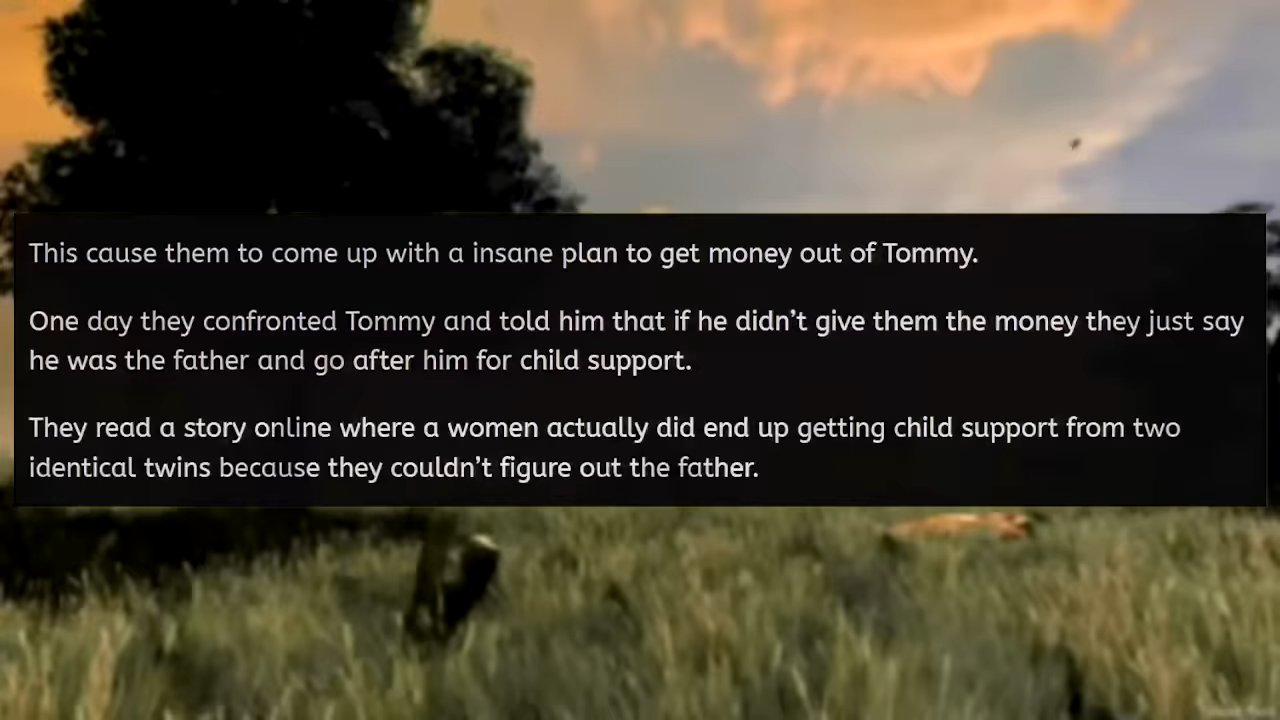 This cause them to come up with a insane plan to get money out of Tommy.
One day they confronted Tommy and told him that if he didn’t give them the money they just say
he was the father and go after him for child support.
They read a story online where a women actually did end up getting child support from two
identical twins because they couldn’t figure out the father.